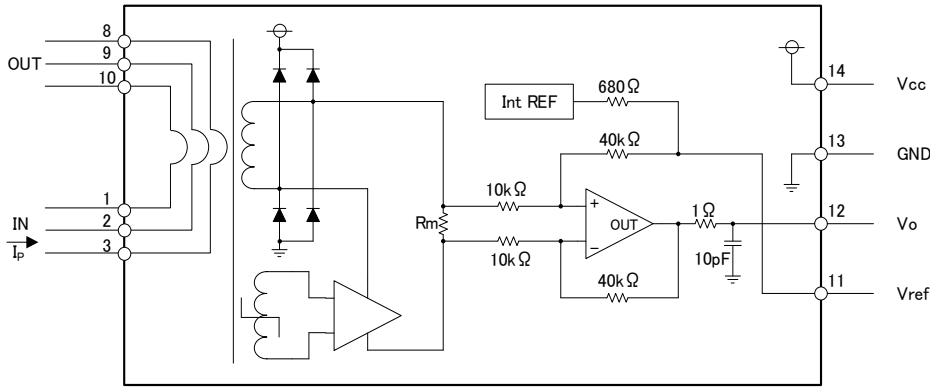 8
OUT
9
10
1
IN
2
IP
3
Int REF
680Ω
40kΩ
10kΩ
Rm
+
OUT
−
10kΩ
40kΩ
1Ω
10pF
14
Vcc
13
GND
12
Vo
11
Vref